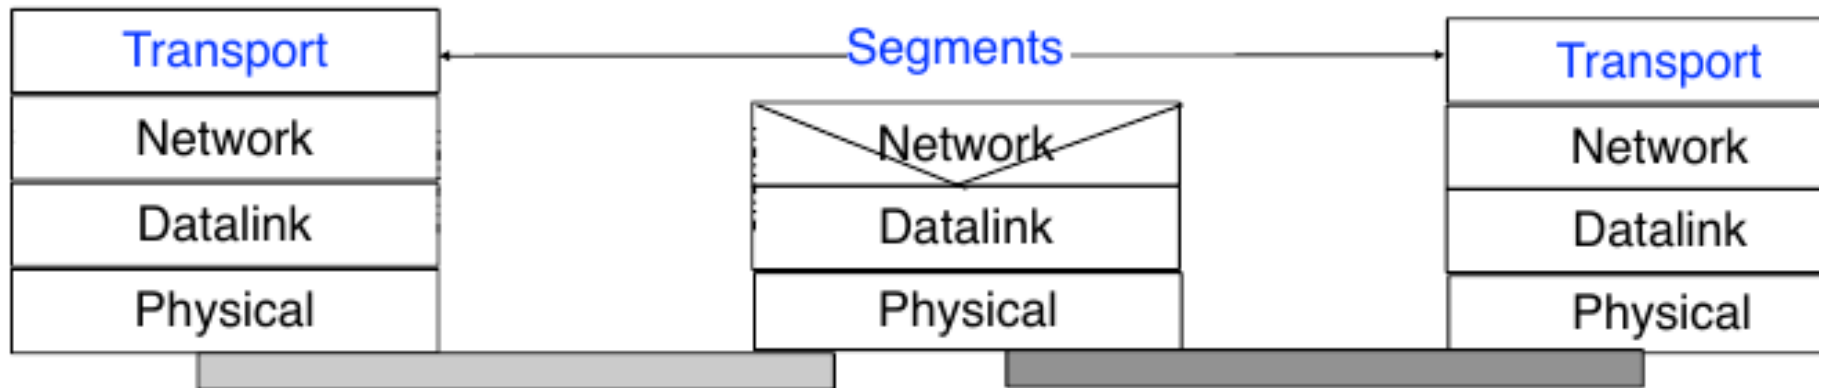 Transport
Segments
Transport
Network
Network
Network
Datalink
Datalink
Datalink
Physical
Physical
Physical